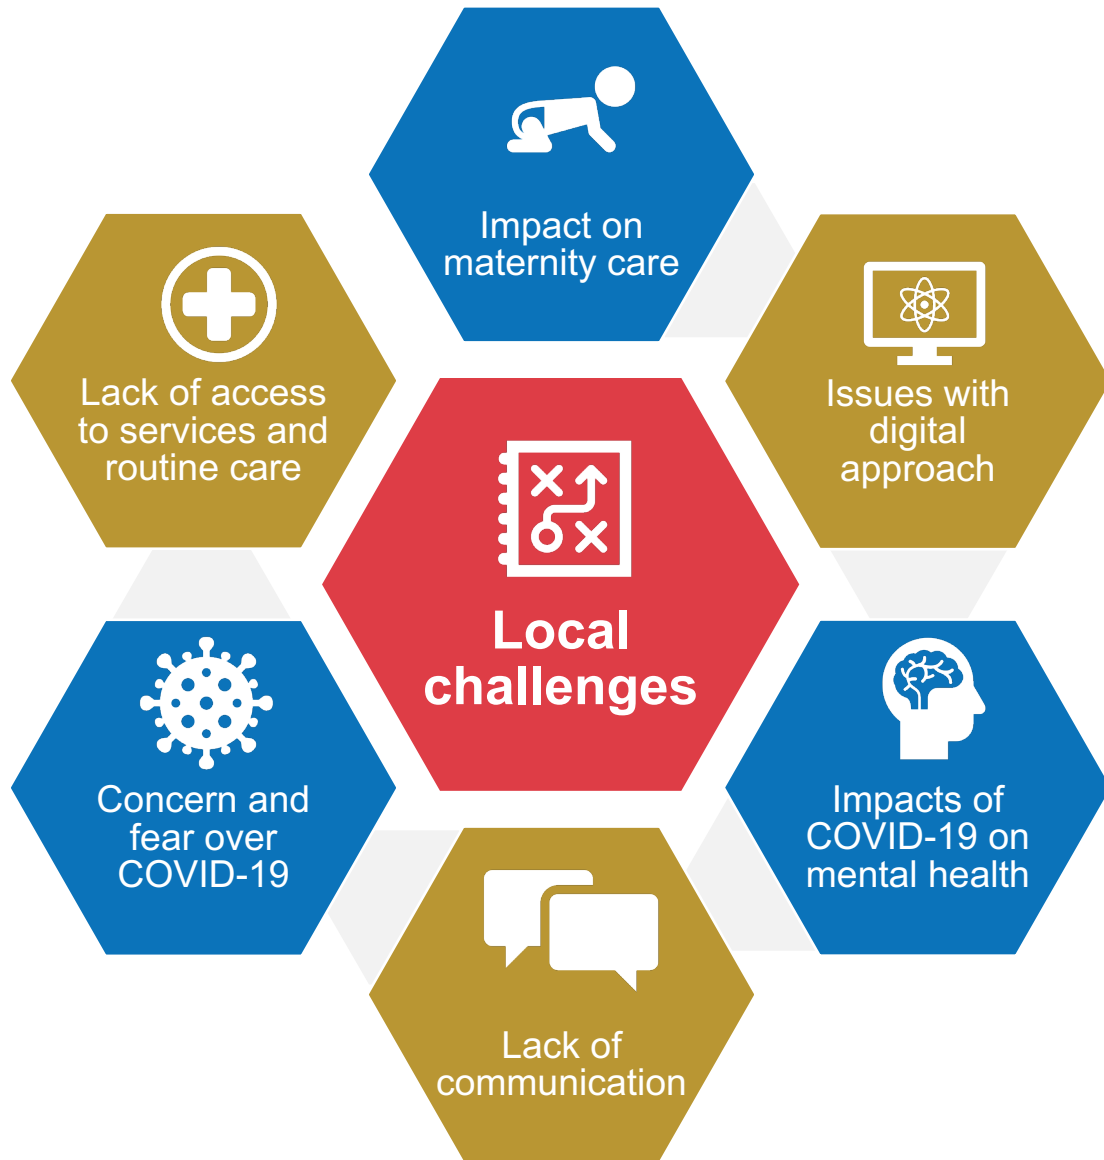 Impact on
maternity care
Issues with
digital
approach
Impacts of
COVID-19 on
mental health
Lack of
communication
Concern and
fear over
COVID-19
Lack of access
to services and
routine care
Local
challenges